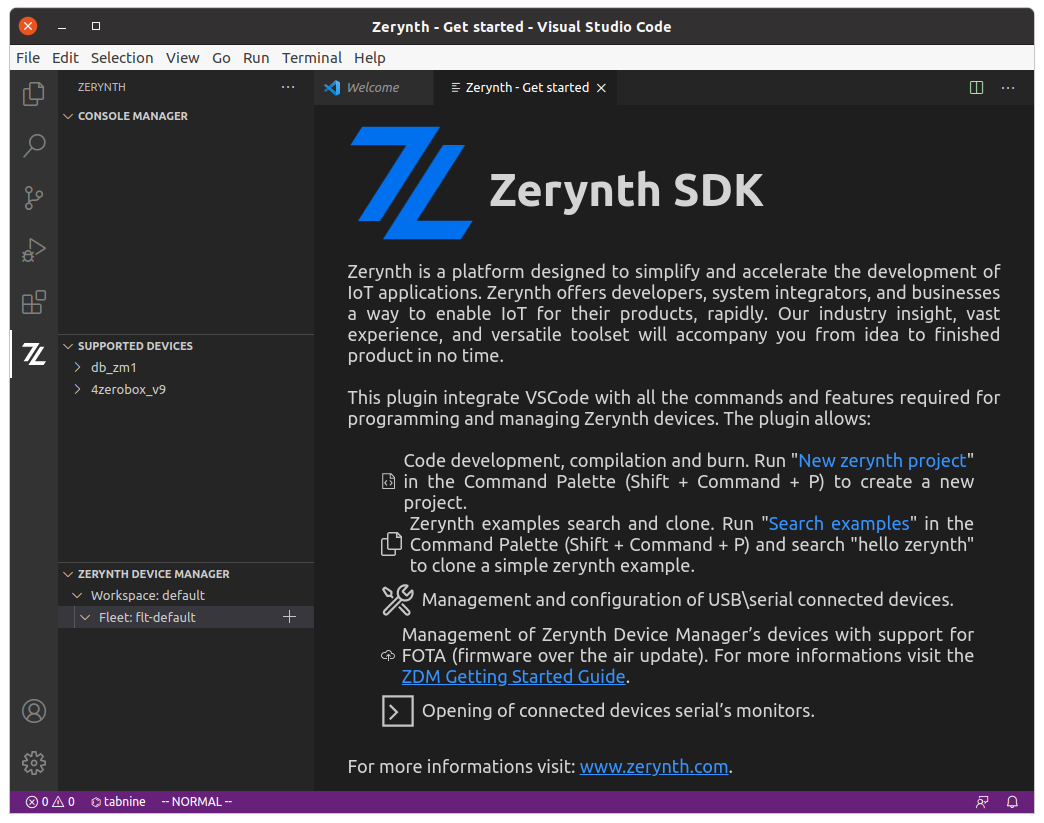 Zerynth - Get started - Visual Studio Code
File Edit Selection View Go Run Terminal Help
ZERYNTH
CONSOLE MANAGER
SUPPORTED DEVICES
db_zm1
4zerobox_v9
ZERYNTH DEVICE MANAGER
Workspace: default
Fleet: flt-default
Welcome
Zerynth - Get started
Zerynth SDK
Zerynth is a platform designed to simplify and accelerate the development of
IoT applications. Zerynth offers developers, system integrators, and businesses
a way to enable IoT for their products, rapidly. Our industry insight, vast
experience, and versatile toolset will accompany you from idea to finished
product in no time.
This plugin integrate VSCode with all the commands and features required for
programming and managing Zerynth devices. The plugin allows:
Code development, compilation and burn. Run "New zerynth project"
in the Command Palette (Shift + Command + P) to create a new
project.
Zerynth examples search and clone. Run "Search examples" in the
Command Palette (Shift + Command + P) and search "hello zerynth"
to clone a simple zerynth example.
Management and configuration of USB\serial connected devices.
Management of Zerynth Device Manager’s devices with support for
FOTA (firmware over the air update). For more informations visit the
ZDM Getting Started Guide.
Opening of connected devices serial’s monitors.
For more informations visit: www.zerynth.com.
0 0 tabnine -- NORMAL --